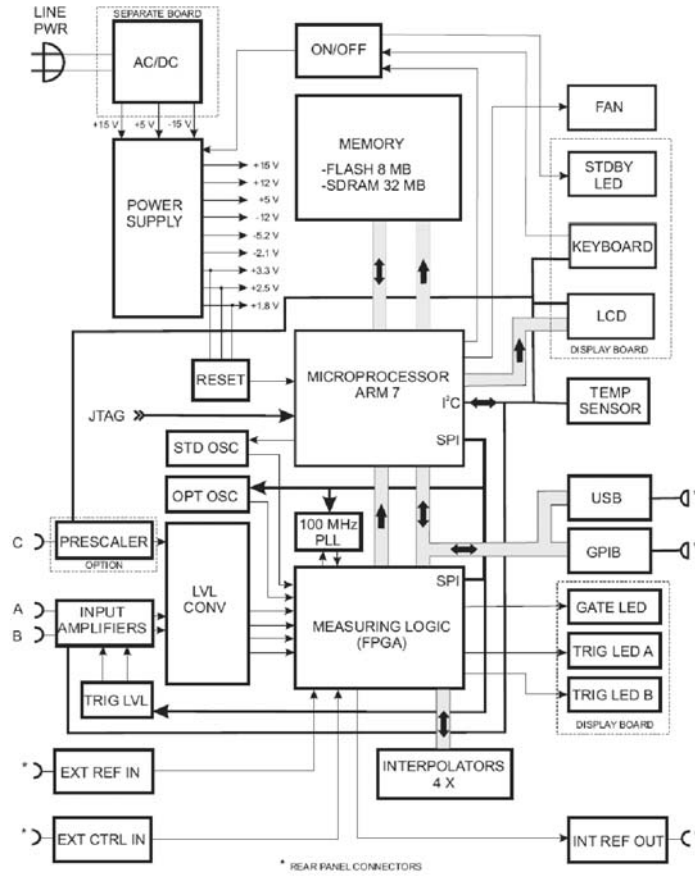 LINE
PWR
SEPARATE BOARD
AC/DC
+15 V
+5 V
-15 V
POWER
SUPPLY
+15 V
+12 V
+5 V
-12 V
-5.2 V
-2.1 V
+3.3 V
+2.5 V
+1.8 V
ON/OFF
MEMORY
-FLASH 8 MB
-SDRAM 32 MB
FAN
STDBY
LED
KEYBOARD
LCD
DISPLAY BOARD
RESET
MICROPROCESSOR
ARM 7
I²C
SPI
TEMP
SENSOR
JTAG
STD OSC
OPT OSC
100 MHz
PLL
USB
*
GPIB
*
C
PRESCALER
OPTION
LVL
CONV
A
B
INPUT
AMPLIFIERS
TRIG LVL
SPI
MEASURING LOGIC
(FPGA)
GATE LED
TRIG LED A
TRIG LED B
DISPLAY BOARD
INTERPOLATORS
4 X
* EXT REF IN
* EXT CTRL IN
INT REF OUT
*
* REAR PANEL CONNECTORS